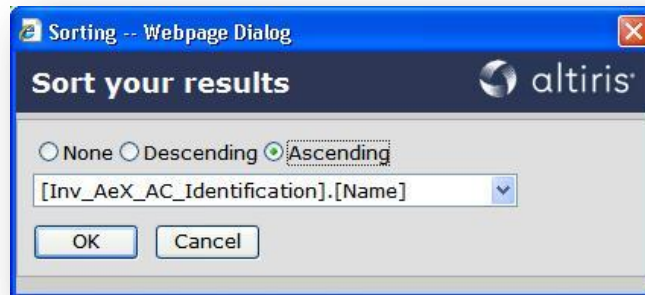 Sorting -- Webpage Dialog
Sort your results altiris
None Descending Ascending
[Inv_AeX_AC_Identification].[Name]
OK Cancel